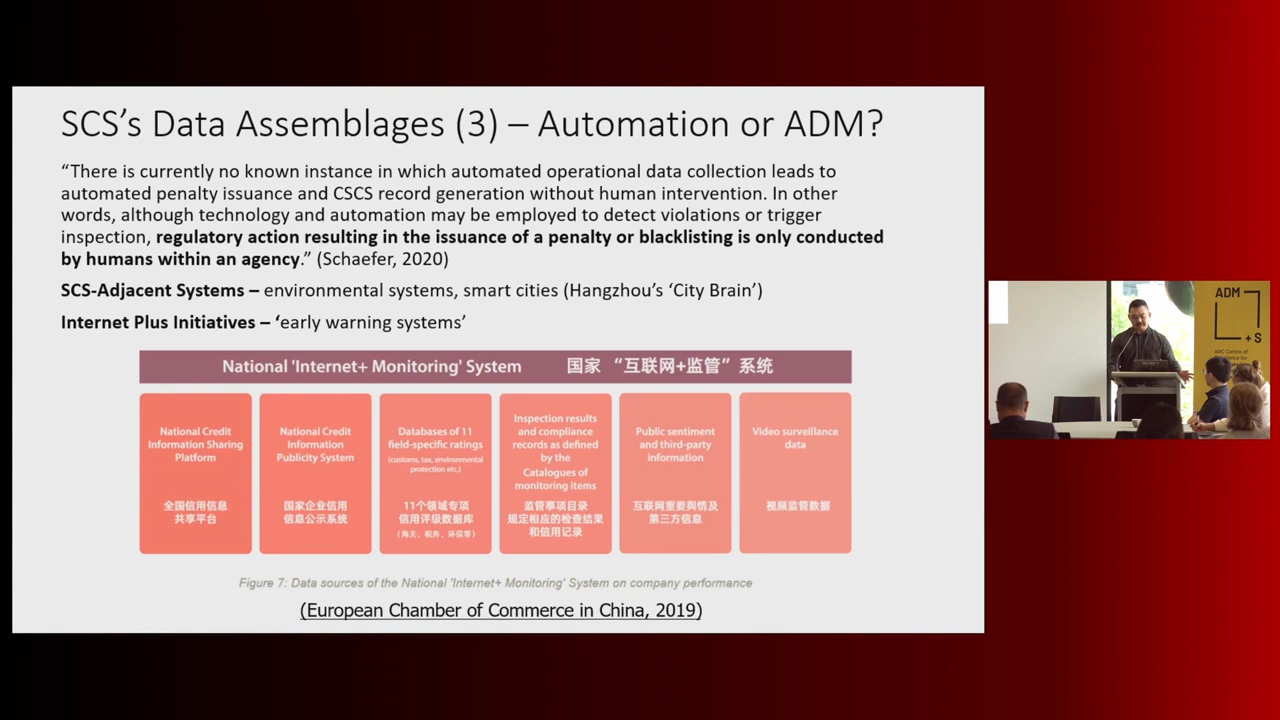 SCS’s Data Assemblages (3) – Automation or ADM?
“There is currently no known instance in which automated operational data collection leads to
automated penalty issuance and CSCS record generation without human intervention. In other
words, although technology and automation may be employed to detect violations or trigger
inspection, regulatory action resulting in the issuance of a penalty or blacklisting is only conducted
by humans within an agency.” (Schaefer, 2020)
SCS-Adjacent Systems – environmental systems, smart cities (Hangzhou’s ‘City Brain’)
Internet Plus Initiatives – ‘early warning systems’
National 'Internet+ Monitoring' System 国家 “互联网+监管” 系统
National Credit
Information Sharing
Platform
全国信用信息
共享平台
National Credit
Information
Publicity System
国家企业信用
信息公示系统
Databases of 11
field-specific ratings
(customs, tax, environmental
protection etc.)
11个领域专项
信用评级数据库
（海关、税务、环保等）
Inspection results
and compliance
records as defined
by the
Catalogues of
monitoring items
监管事项目录
规定相应的检查结果
和信用记录
Public sentiment
and third-party
information
互联网重要舆情及
第三方信息
Video surveillance
data
视频监管数据
Figure 7: Data sources of the National 'Internet+ Monitoring' System on company performance
(European Chamber of Commerce in China, 2019)
ADM
+S
ARC Centre of